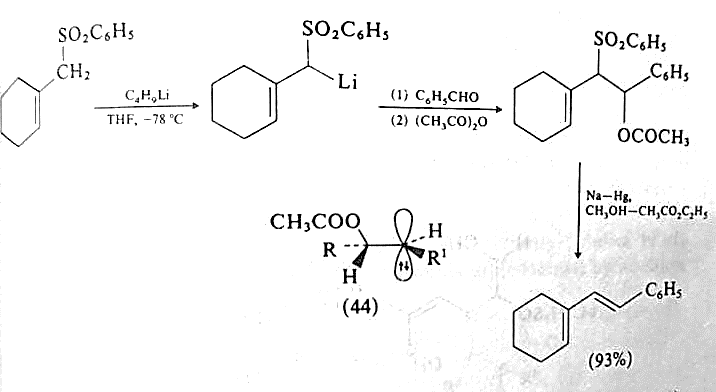 SO₂C₆H₅
CH₂
C₄H₉Li
THF, −78 °C
SO₂C₆H₅
Li
(1) C₆H₅CHO
(2) (CH₃CO)₂O
SO₂C₆H₅
C₆H₅
OCOCH₃
Na−Hg,
CH₃OH−CH₃CO₂C₂H₅
CH₃COO
H
R
R¹
H
(44)
C₆H₅
(93%)